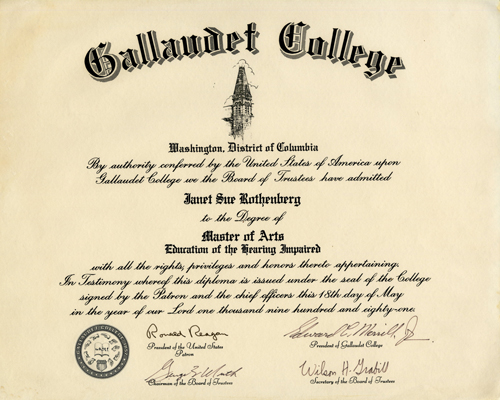 Gallaudet College
Washington, District of Columbia
By authority conferred by the United States of America upon
Gallaudet College we the Board of Trustees have admitted
Janet Sue Rothenberg
to the Degree of
Master of Arts
Education of the Hearing Impaired
with all the rights, privileges and honors thereto appertaining.
In Testimony whereof this diploma is issued under the seal of the College
signed by the Patron and the chief officers this 18th day of May
in the year of our Lord one thousand nine hundred and eighty-one.
Ronald Reagan
President of the United States
Patron
Edward C. Merrill, Jr.
President of Gallaudet College
Chairman of the Board of Trustees
Wilson H. Grabill
Secretary of the Board of Trustees